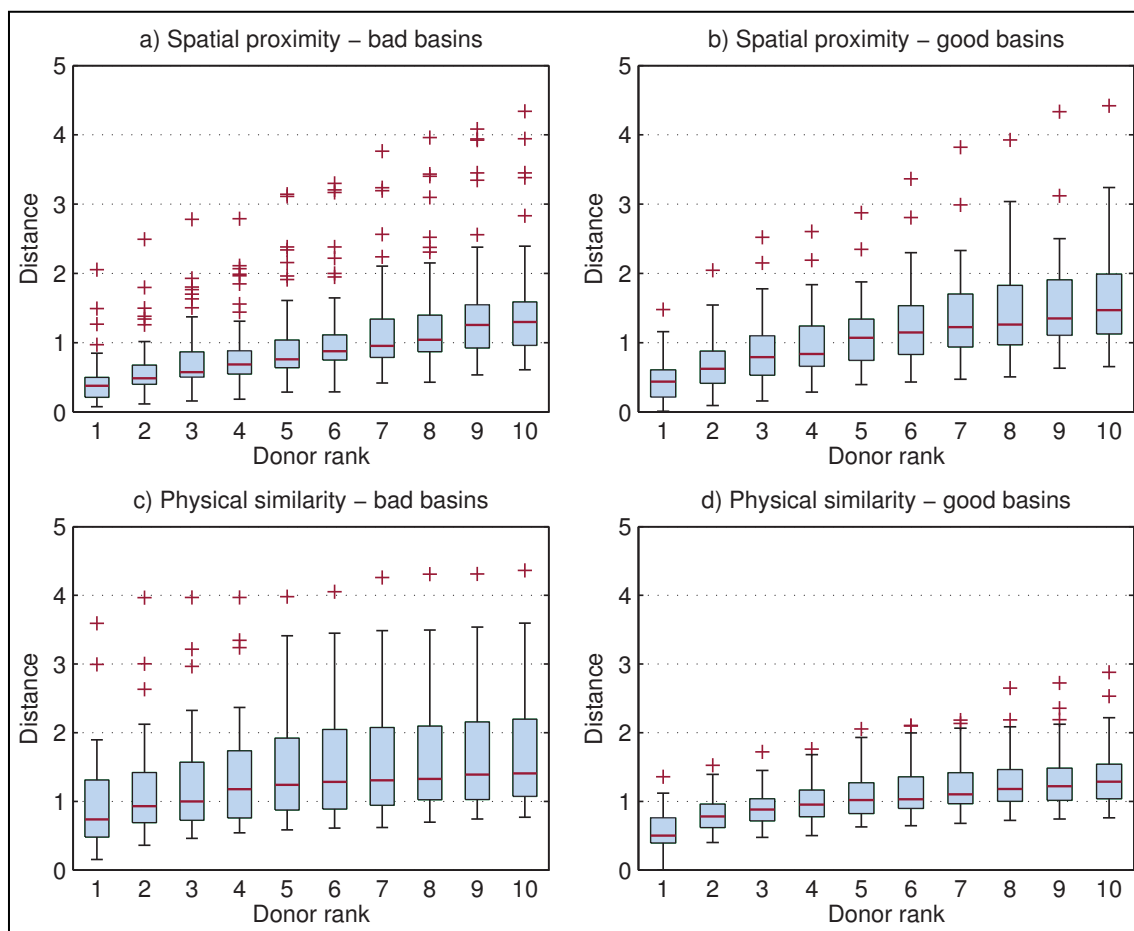 a) Spatial proximity − bad basins
5
4
3
2
1
0
Distance
1 2 3 4 5 6 7 8 9 10
Donor rank
b) Spatial proximity − good basins
5
4
3
2
1
0
Distance
1 2 3 4 5 6 7 8 9 10
Donor rank
c) Physical similarity − bad basins
5
4
3
2
1
0
Distance
1 2 3 4 5 6 7 8 9 10
Donor rank
d) Physical similarity − good basins
5
4
3
2
1
0
Distance
1 2 3 4 5 6 7 8 9 10
Donor rank